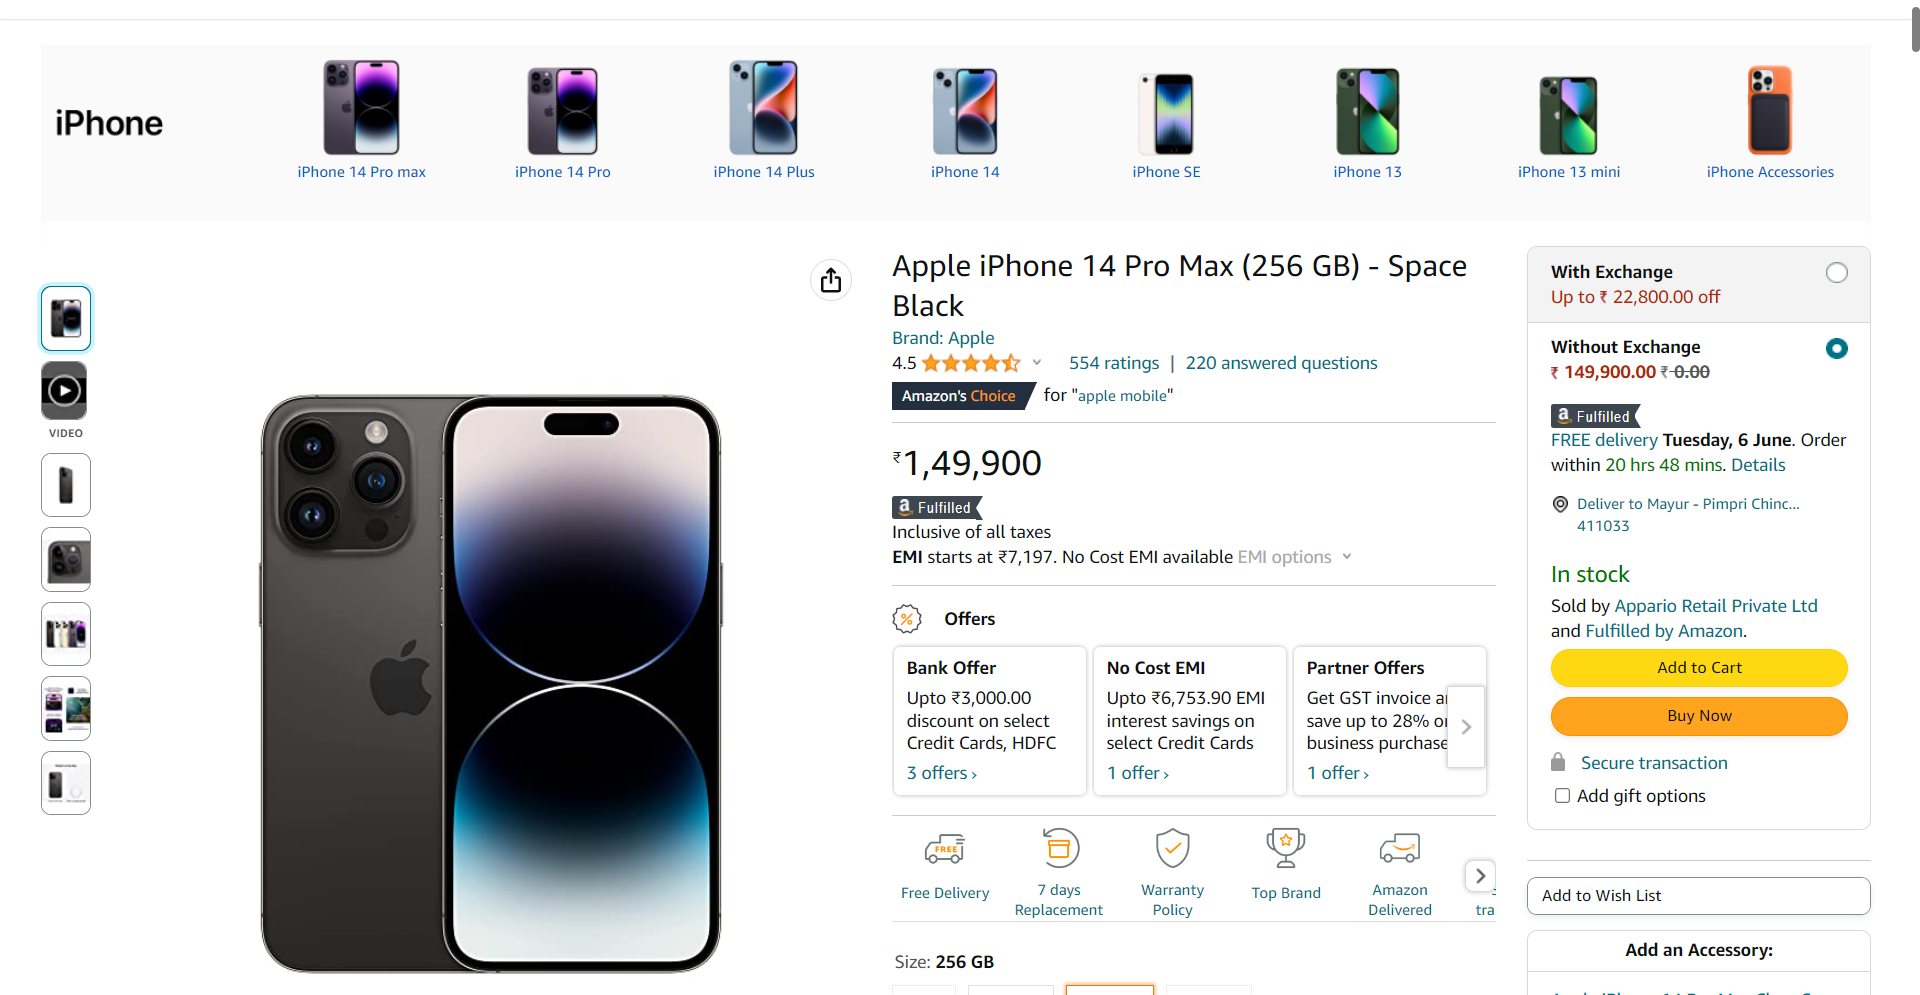 iPhone
iPhone 14 Pro max
iPhone 14 Pro
iPhone 14 Plus
iPhone 14
iPhone SE
iPhone 13
iPhone 13 mini
iPhone Accessories
VIDEO
Apple iPhone 14 Pro Max (256 GB) - Space
Black
Brand: Apple
4.5
554 ratings | 220 answered questions
Amazon's Choice for "apple mobile"
₹1,49,900
a Fulfilled
Inclusive of all taxes
EMI starts at ₹7,197. No Cost EMI available EMI options
Offers
Bank Offer
Upto ₹3,000.00
discount on select
Credit Cards, HDFC
3 offers ›
No Cost EMI
Upto ₹6,753.90 EMI
interest savings on
select Credit Cards
1 offer ›
Partner Offers
Get GST invoice
save up to 28%
business purchase
1 offer ›
FREE
Free Delivery
7 days
Replacement
Warranty
Policy
Top Brand
Amazon
Delivered
tra
Size: 256 GB
With Exchange
Up to ₹ 22,800.00 off
Without Exchange
₹ 149,900.00 ₹ 0.00
a Fulfilled
FREE delivery Tuesday, 6 June. Order
within 20 hrs 48 mins. Details
Deliver to Mayur - Pimpri Chinc...
411033
In stock
Sold by Appario Retail Private Ltd
and Fulfilled by Amazon.
Add to Cart
Buy Now
Secure transaction
Add gift options
Add to Wish List
Add an Accessory: